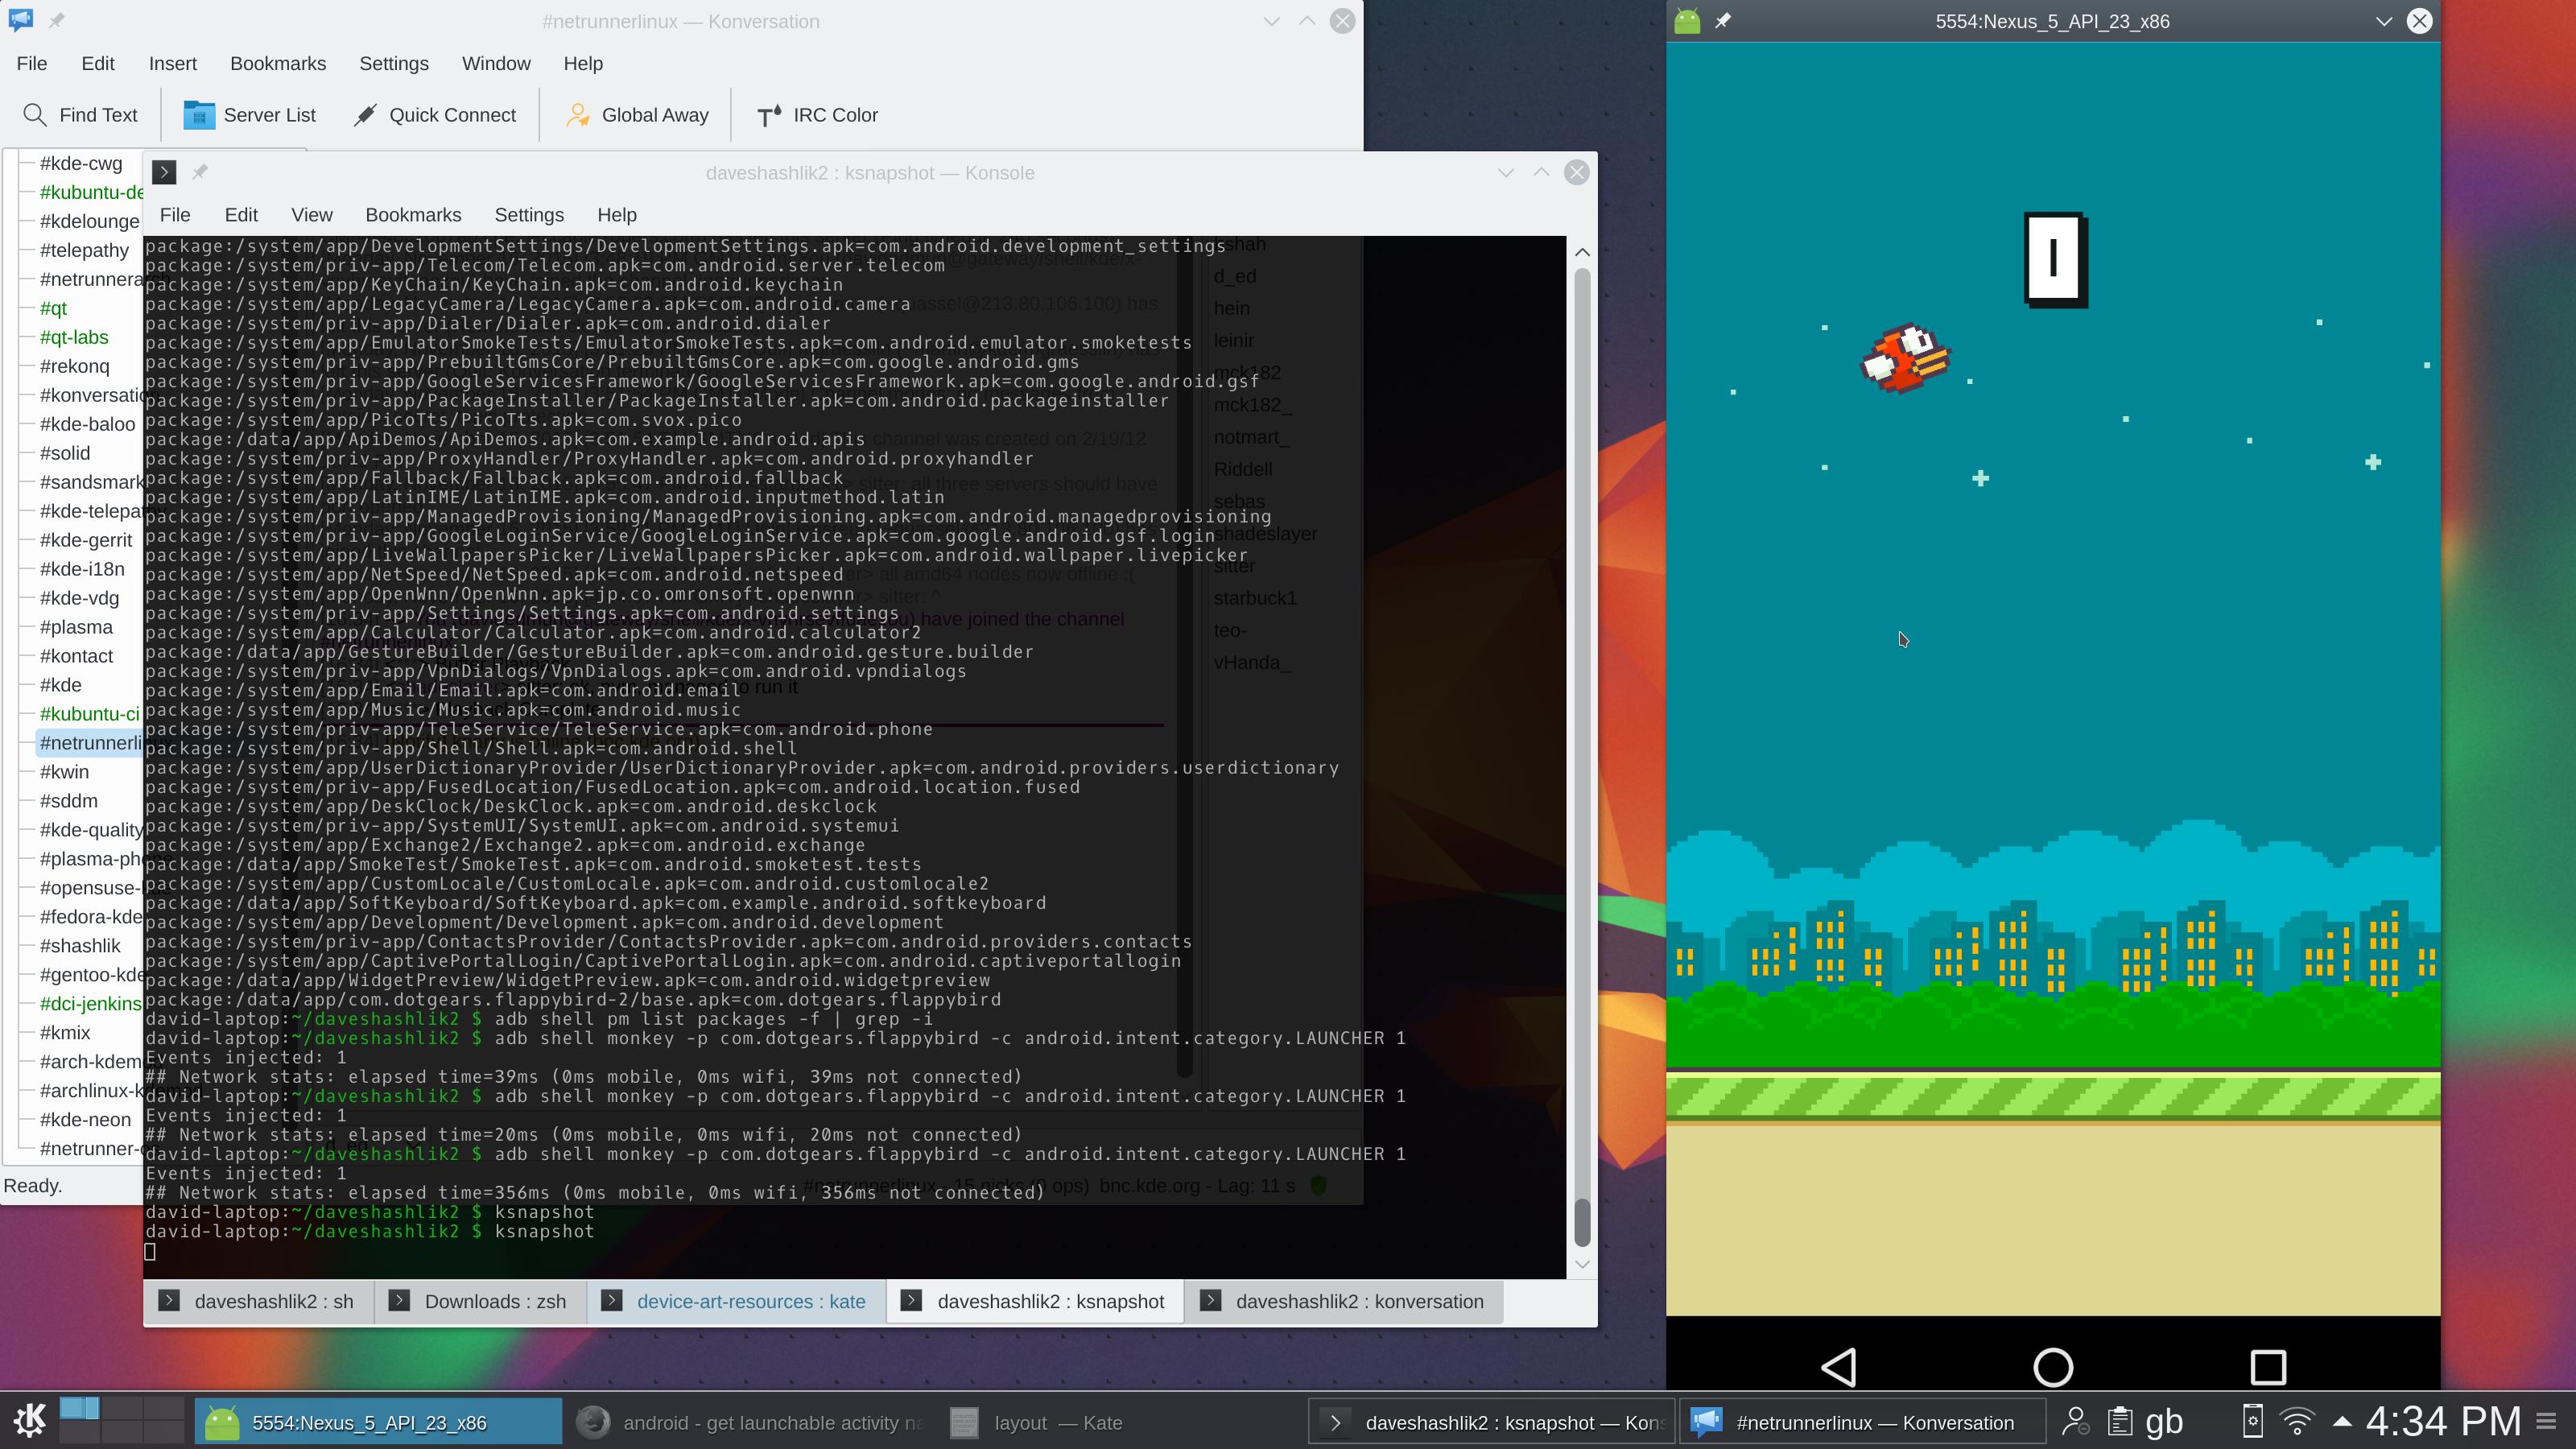 #netrunnerlinux — Konversation
File Edit Insert Bookmarks Settings Window Help
Find Text Server List Quick Connect Global Away IRC Color
#kde-cwg
#kubuntu-de
#kdelounge
#telepathy
#netrunnerar
#qt
#qt-labs
#rekonq
#konversatio
#kde-baloo
#solid
#sandsmark
#kde-telepath
#kde-gerrit
#kde-i18n
#kde-vdg
#plasma
#kontact
#kde
#kubuntu-ci
#netrunnerli
#kwin
#sddm
#kde-quality
#plasma-pho
#opensuse-
#fedora-kde
#shashlik
#gentoo-kde
#dci-jenkins
#kmix
#arch-kdem
#archlinux-k
#kde-neon
#netrunner-
Ready.
daveshashlik2 : ksnapshot — Konsole
File Edit View Bookmarks Settings Help
package:/system/app/DevelopmentSettings/DevelopmentSettings.apk=com.android.development_settings
package:/system/priv-app/Telecom/Telecom.apk=com.android.server.telecom
package:/system/app/KeyChain/KeyChain.apk=com.android.keychain
package:/system/app/LegacyCamera/LegacyCamera.apk=com.android.camera
package:/system/priv-app/Dialer/Dialer.apk=com.android.dialer
package:/system/app/EmulatorSmokeTests/EmulatorSmokeTests.apk=com.android.emulator.smoketests
package:/system/priv-app/PrebuiltGmsCore/PrebuiltGmsCore.apk=com.google.android.gms
package:/system/priv-app/GoogleServicesFramework/GoogleServicesFramework.apk=com.google.android.gsf
package:/system/priv-app/PackageInstaller/PackageInstaller.apk=com.android.packageinstaller
package:/system/app/PicoTts/PicoTts.apk=com.svox.pico
package:/data/app/ApiDemos/ApiDemos.apk=com.example.android.apis
package:/system/priv-app/ProxyHandler/ProxyHandler.apk=com.android.proxyhandler
package:/system/app/Fallback/Fallback.apk=com.android.fallback
package:/system/app/LatinIME/LatinIME.apk=com.android.inputmethod.latin
package:/system/priv-app/ManagedProvisioning/ManagedProvisioning.apk=com.android.managedprovisioning
package:/system/priv-app/GoogleLoginService/GoogleLoginService.apk=com.google.android.gsf.login
package:/system/app/LiveWallpapersPicker/LiveWallpapersPicker.apk=com.android.wallpaper.livepicker
package:/system/app/NetSpeed/NetSpeed.apk=com.android.netspeed
package:/system/app/OpenWnn/OpenWnn.apk=jp.co.omronsoft.openwnn
package:/system/priv-app/Settings/Settings.apk=com.android.settings
package:/system/app/Calculator/Calculator.apk=com.android.calculator2
package:/data/app/GestureBuilder/GestureBuilder.apk=com.android.gesture.builder
package:/system/priv-app/VpnDialogs/VpnDialogs.apk=com.android.vpndialogs
package:/system/app/Email/Email.apk=com.android.email
package:/system/app/Music/Music.apk=com.android.music
package:/system/priv-app/TeleService/TeleService.apk=com.android.phone
package:/system/priv-app/Shell/Shell.apk=com.android.shell
package:/system/app/UserDictionaryProvider/UserDictionaryProvider.apk=com.android.providers.userdictionary
package:/system/priv-app/FusedLocation/FusedLocation.apk=com.android.location.fused
package:/system/app/DeskClock/DeskClock.apk=com.android.deskclock
package:/system/priv-app/SystemUI/SystemUI.apk=com.android.systemui
package:/system/app/Exchange2/Exchange2.apk=com.android.exchange
package:/data/app/SmokeTest/SmokeTest.apk=com.android.smoketest.tests
package:/system/app/CustomLocale/CustomLocale.apk=com.android.customlocale2
package:/data/app/SoftKeyboard/SoftKeyboard.apk=com.example.android.softkeyboard
package:/system/app/Development/Development.apk=com.android.development
package:/system/priv-app/ContactsProvider/ContactsProvider.apk=com.android.providers.contacts
package:/system/app/CaptivePortalLogin/CaptivePortalLogin.apk=com.android.captiveportallogin
package:/data/app/WidgetPreview/WidgetPreview.apk=com.android.widgetpreview
package:/data/app/com.dotgears.flappybird-2/base.apk=com.dotgears.flappybird
david-laptop:~/daveshashlik2 $ adb shell pm list packages -f | grep -i
david-laptop:~/daveshashlik2 $ adb shell monkey -p com.dotgears.flappybird -c android.intent.category.LAUNCHER 1
Events injected: 1
## Network stats: elapsed time=39ms (0ms mobile, 0ms wifi, 39ms not connected)
david-laptop:~/daveshashlik2 $ adb shell monkey -p com.dotgears.flappybird -c android.intent.category.LAUNCHER 1
Events injected: 1
## Network stats: elapsed time=20ms (0ms mobile, 0ms wifi, 20ms not connected)
david-laptop:~/daveshashlik2 $ adb shell monkey -p com.dotgears.flappybird -c android.intent.category.LAUNCHER 1
Events injected: 1
## Network stats: elapsed time=356ms (0ms mobile, 0ms wifi, 356ms not connected)
david-laptop:~/daveshashlik2 $ ksnapshot
david-laptop:~/daveshashlik2 $ ksnapshot
d_ed
hein
leinir
mck182
mck182_
notmart_
Riddell
sebas
shadeslayer
sitter
starbuck1
teo-
vHanda_
bnc.kde.org - Lag: 11 s
daveshashlik2 : sh
Downloads : zsh
device-art-resources : kate
daveshashlik2 : ksnapshot
daveshashlik2 : konversation
5554:Nexus_5_API_23_x86
0
5554:Nexus_5_API_23_x86
android - get launchable activity na
layout — Kate
daveshashlik2 : ksnapshot — Kons
#netrunnerlinux — Konversation
gb
4:34 PM